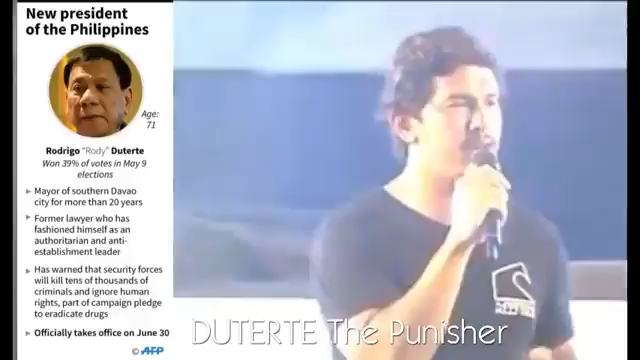 New president
of the Philippines
Age:
71
Rodrigo "Rody" Duterte
Won 39% of votes in May 9
elections
Mayor of southern Davao
city for more than 20 years
Former lawyer who has
fashioned himself as an
authoritarian and anti-
establishment leader
Has warned that security forces
will kill tens of thousands of
criminals and ignore human
rights, part of campaign pledge
to eradicate drugs
Officially takes office on June 30
© AFP
DUTERTE The Punisher